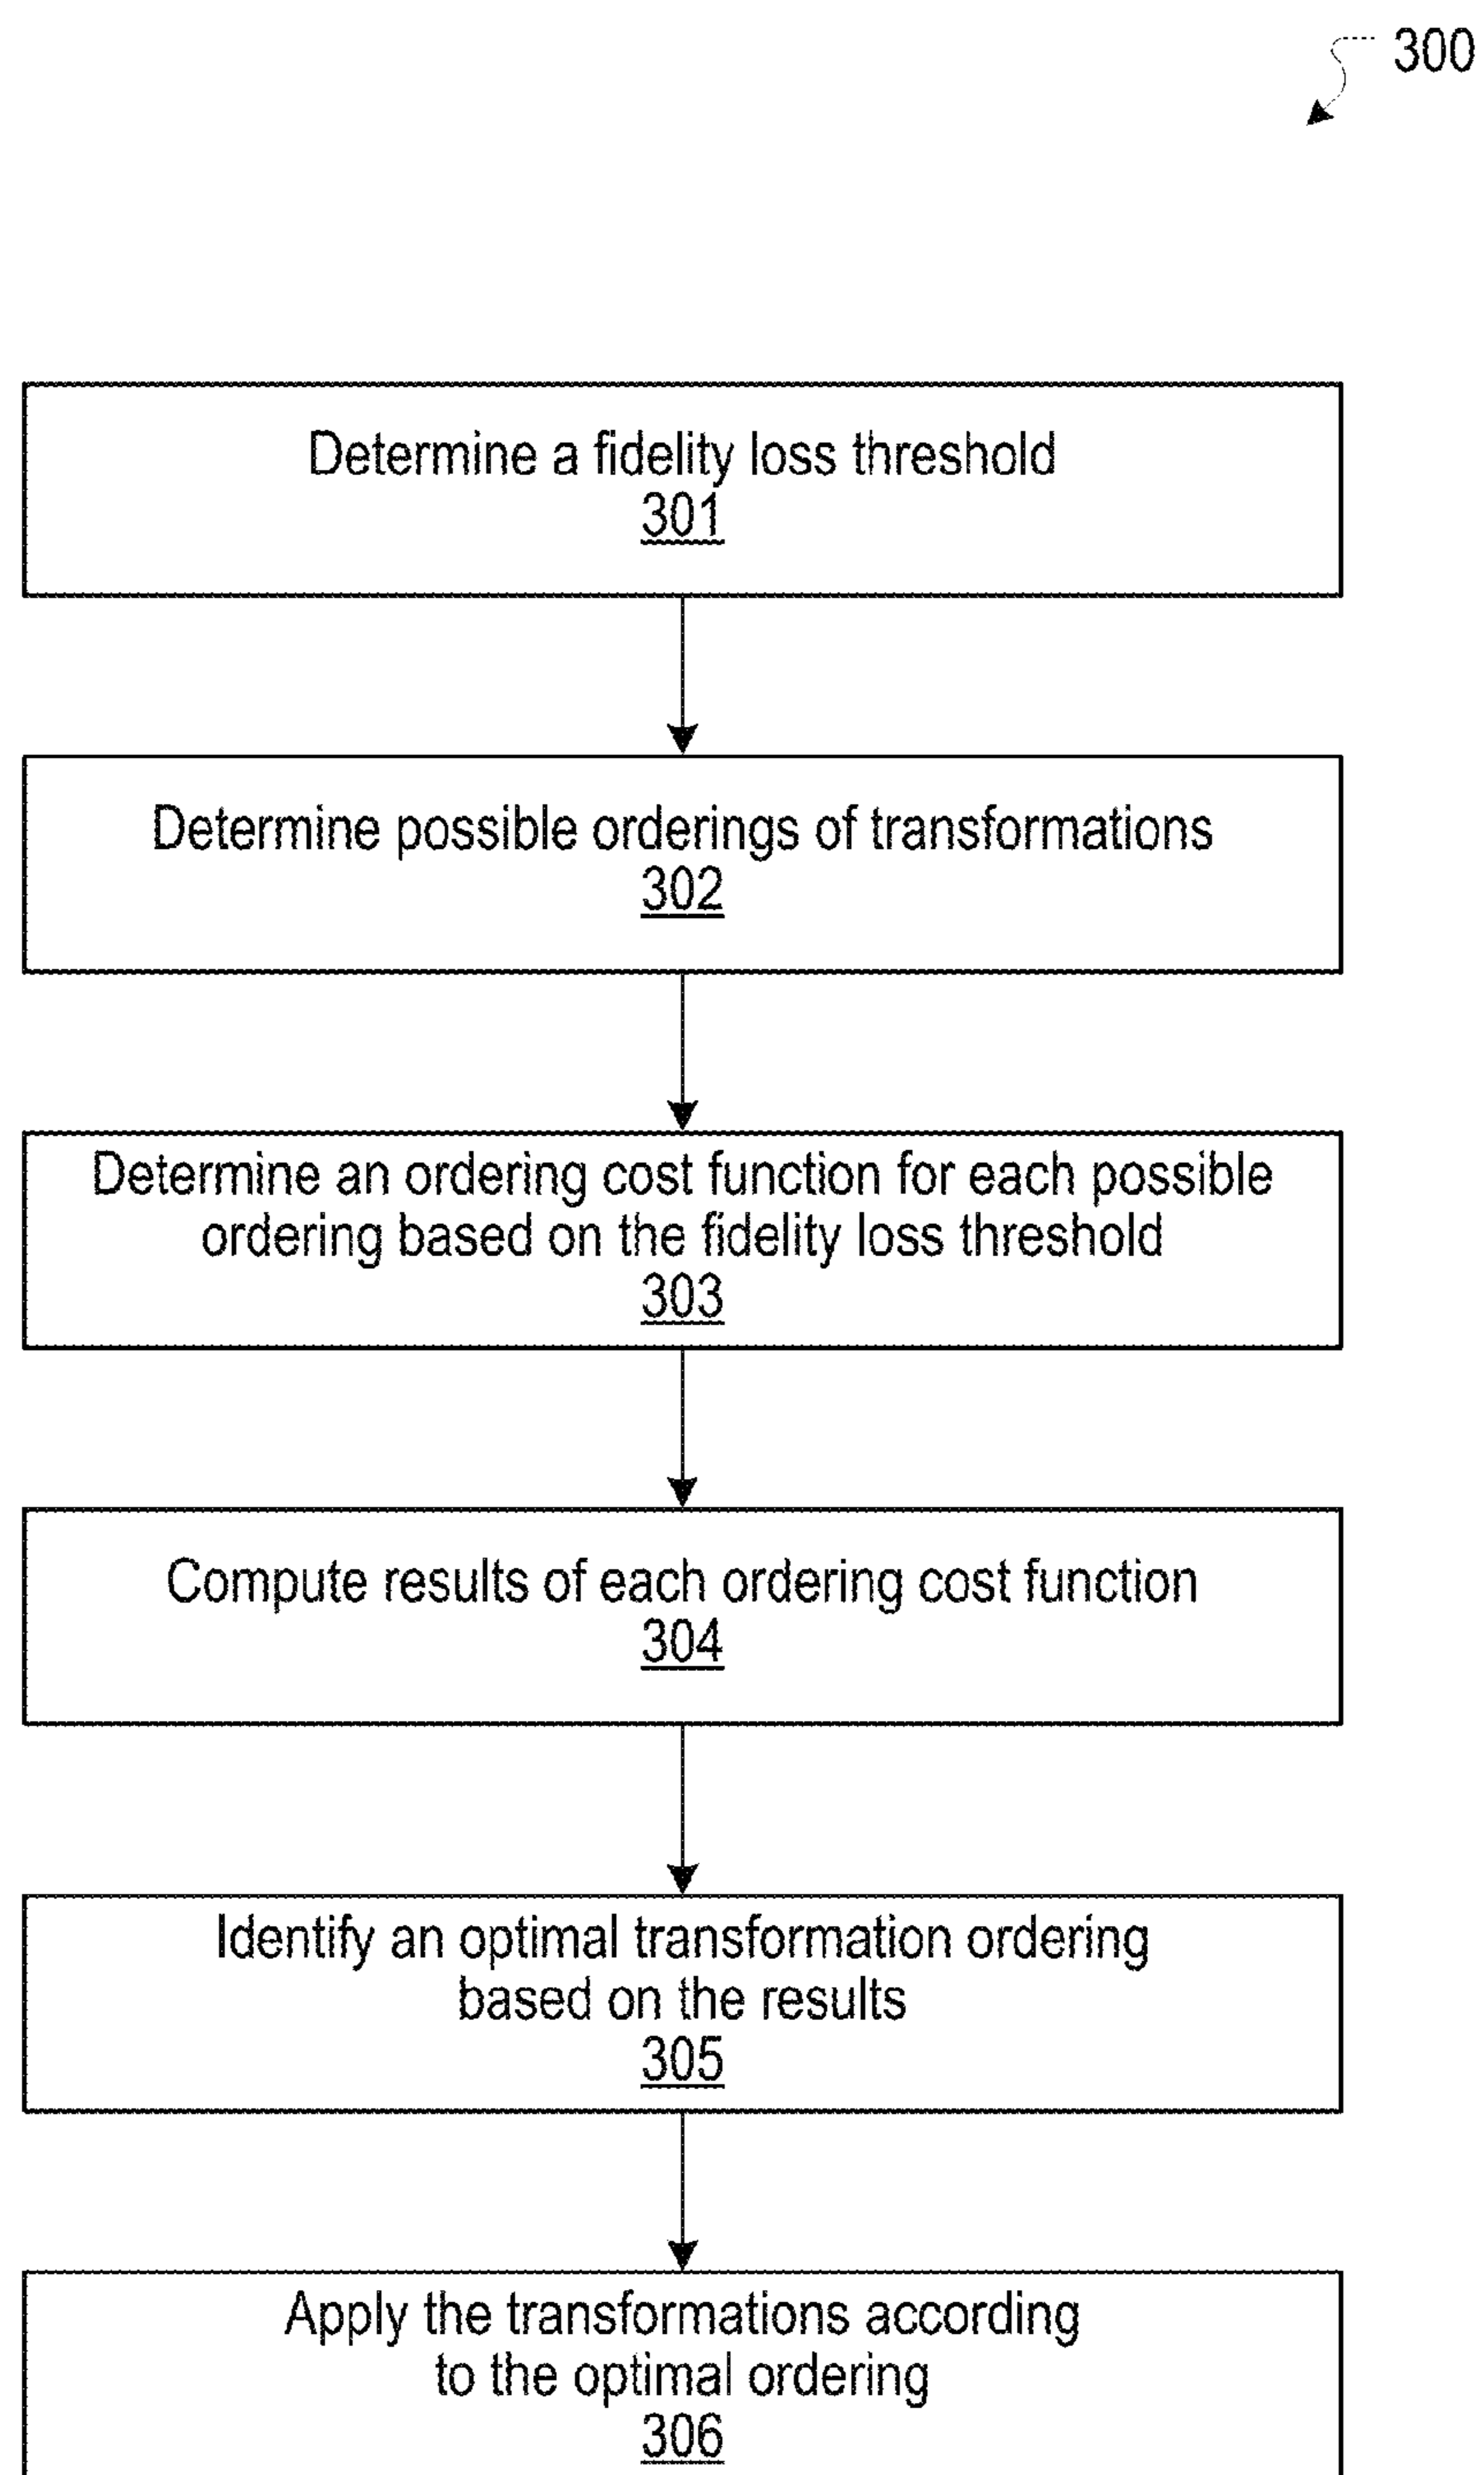 300
Determine a fidelity loss threshold
301
Determine possible orderings of transformations
302
Determine an ordering cost function for each possible
ordering based on the fidelity loss threshold
303
Compute results of each ordering cost function
304
Identify an optimal transformation ordering
based on the results
305
Apply the transformations according
to the optimal ordering
306